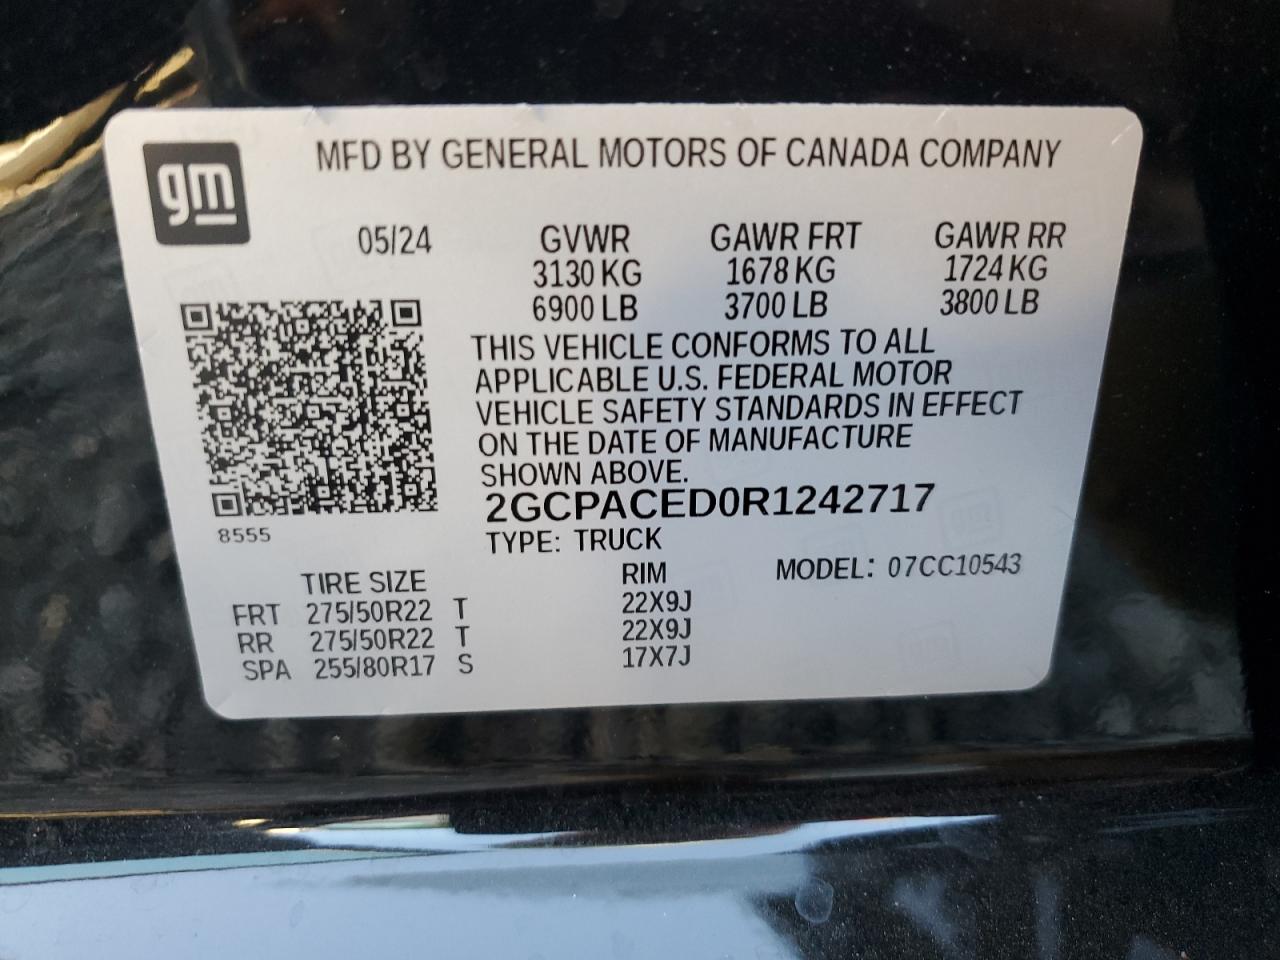 gm
MFD BY GENERAL MOTORS OF CANADA COMPANY
05/24 GVWR GAWR FRT GAWR RR
3130 KG 1678 KG 1724 KG
6900 LB 3700 LB 3800 LB
THIS VEHICLE CONFORMS TO ALL
APPLICABLE U.S. FEDERAL MOTOR
VEHICLE SAFETY STANDARDS IN EFFECT
ON THE DATE OF MANUFACTURE
SHOWN ABOVE.
2GCPACED0R1242717
8555
TYPE: TRUCK
TIRE SIZE RIM MODEL: 07CC10543
FRT 275/50R22 T 22X9J
RR 275/50R22 T 22X9J
SPA 255/80R17 S 17X7J